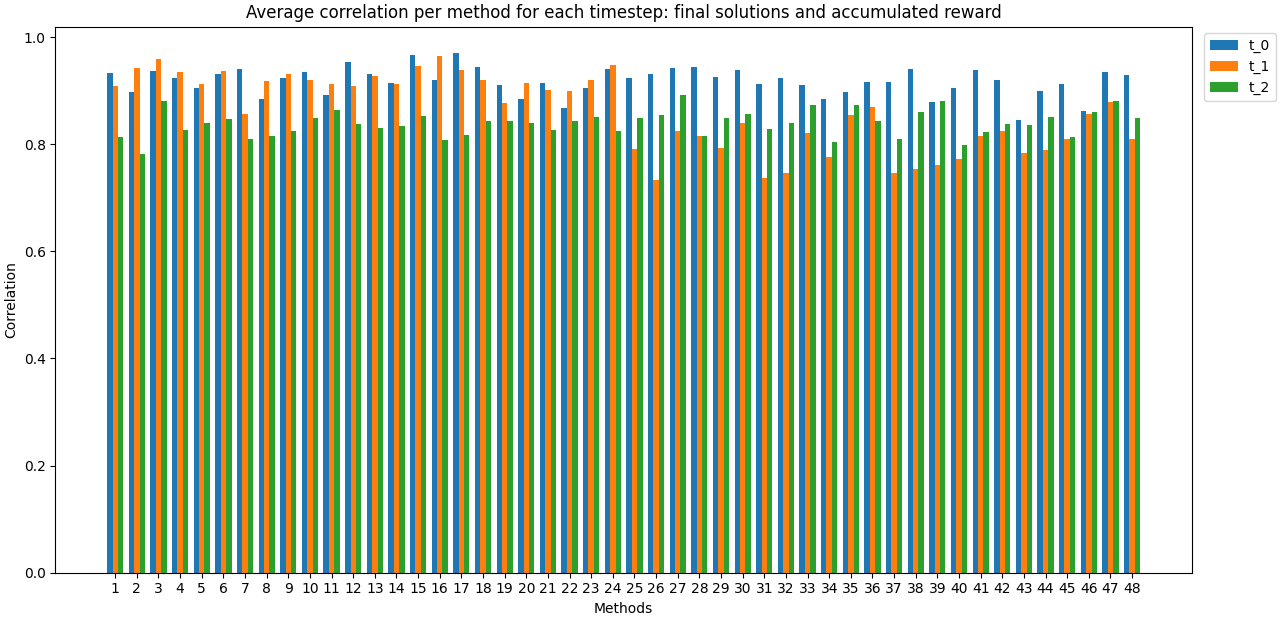 Average correlation per method for each timestep: final solutions and accumulated reward
t_0
t_1
t_2
Correlation
1.0
0.8
0.6
0.4
0.2
0.0
1 2 3 4 5 6 7 8 9 10 11 12 13 14 15 16 17 18 19 20 21 22 23 24 25 26 27 28 29 30 31 32 33 34 35 36 37 38 39 40 41 42 43 44 45 46 47 48
Methods